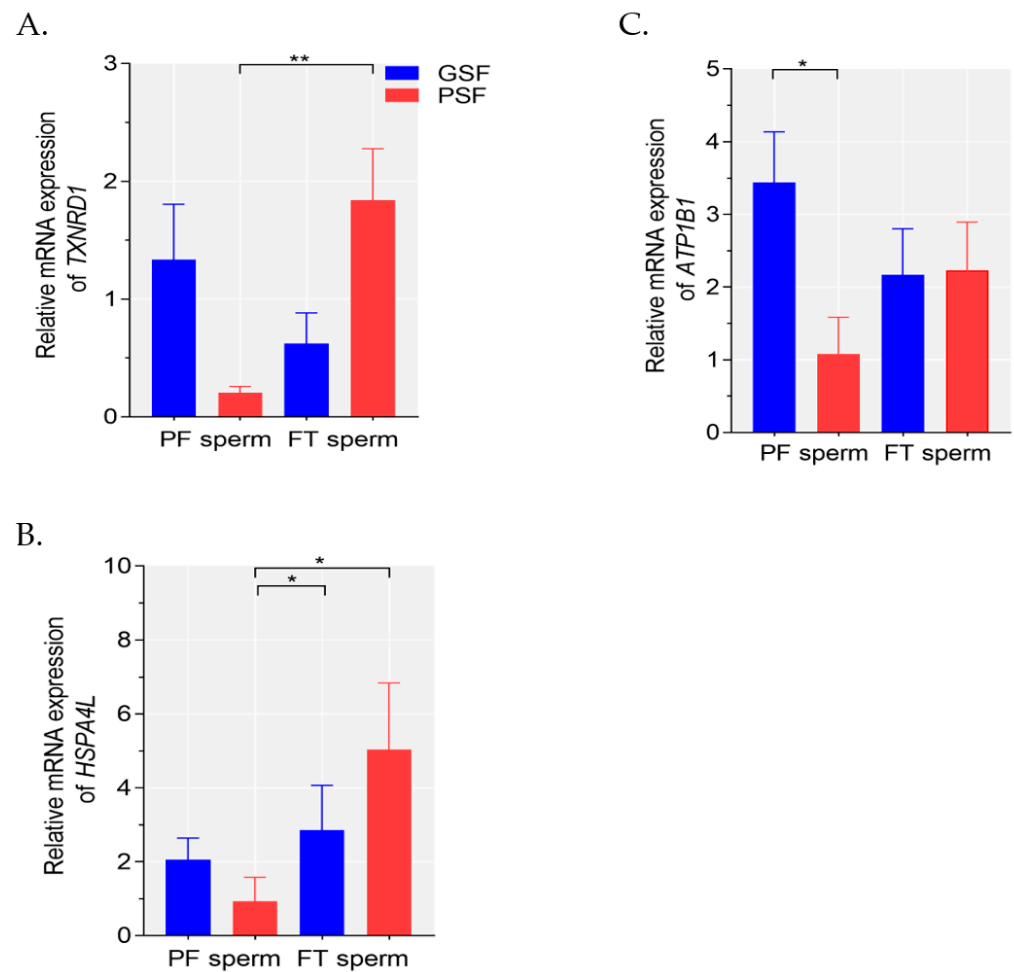 A.
Relative mRNA expression
of TXNRD1
3
2
1
0
**
GSF
PSF
PF sperm FT sperm
C.
Relative mRNA expression
of ATP1B1
5
4
3
2
1
0
*
PF sperm FT sperm
B.
Relative mRNA expression
of HSPA4L
10
8
6
4
2
0
*
*
PF sperm FT sperm